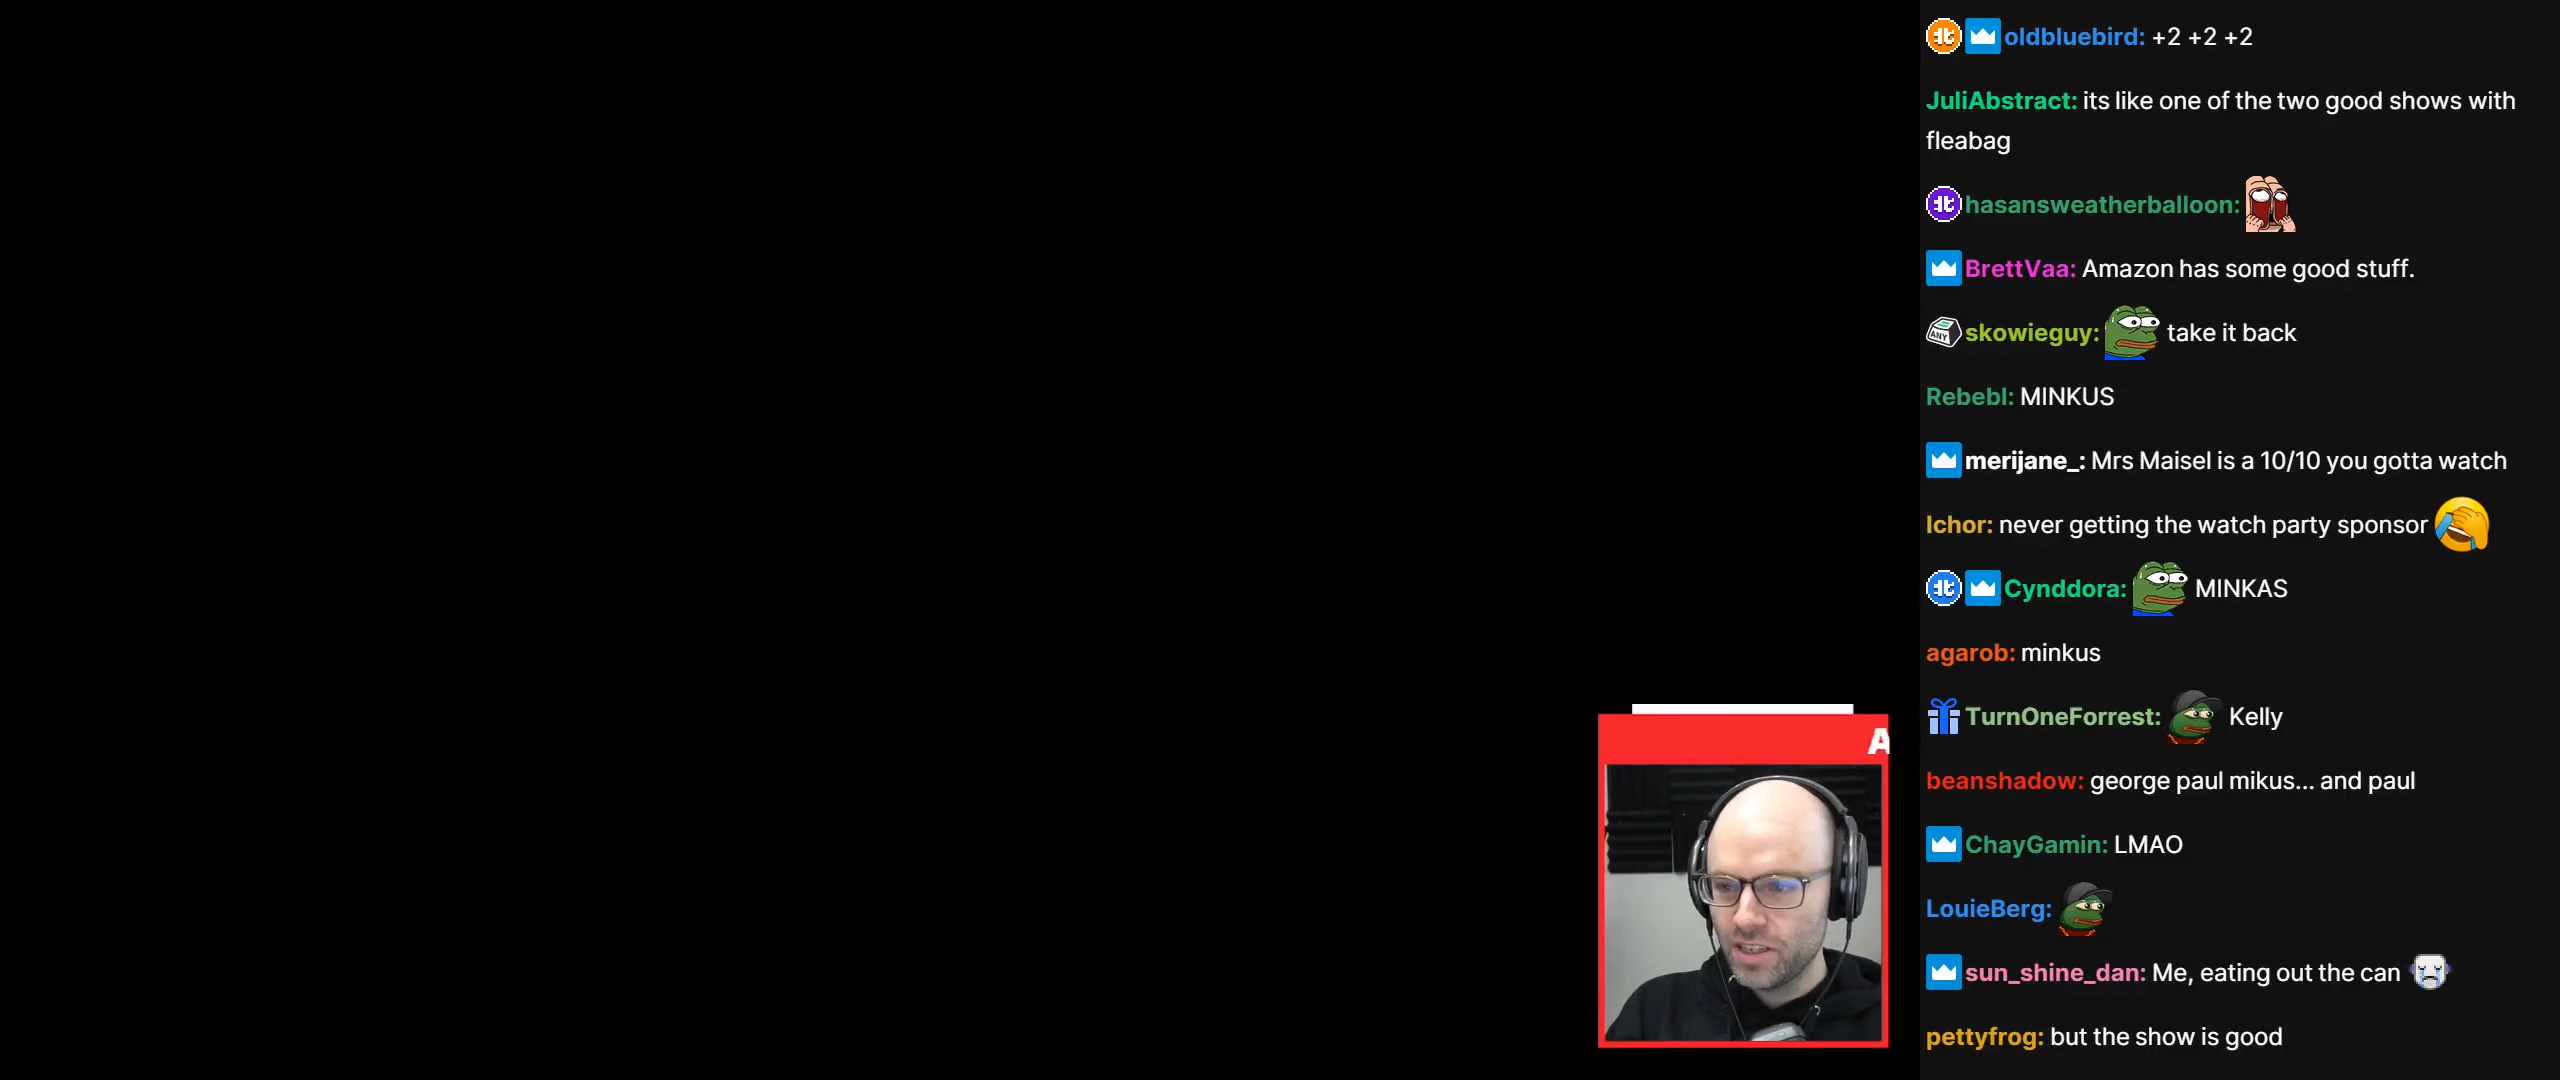 oldbluebird: +2 +2 +2
JuliAbstract: its like one of the two good shows with
fleabag
hasansweatherballoon:
BrettVaa: Amazon has some good stuff.
skowieguy: take it back
Rebebl: MINKUS
merijane_: Mrs Maisel is a 10/10 you gotta watch
Ichor: never getting the watch party sponsor
Cynddora: MINKAS
agarob: minkus
TurnOneForrest: Kelly
A
beanshadow: george paul mikus... and paul
ChayGamin: LMAO
LouieBerg:
sun_shine_dan: Me, eating out the can
pettyfrog: but the show is good